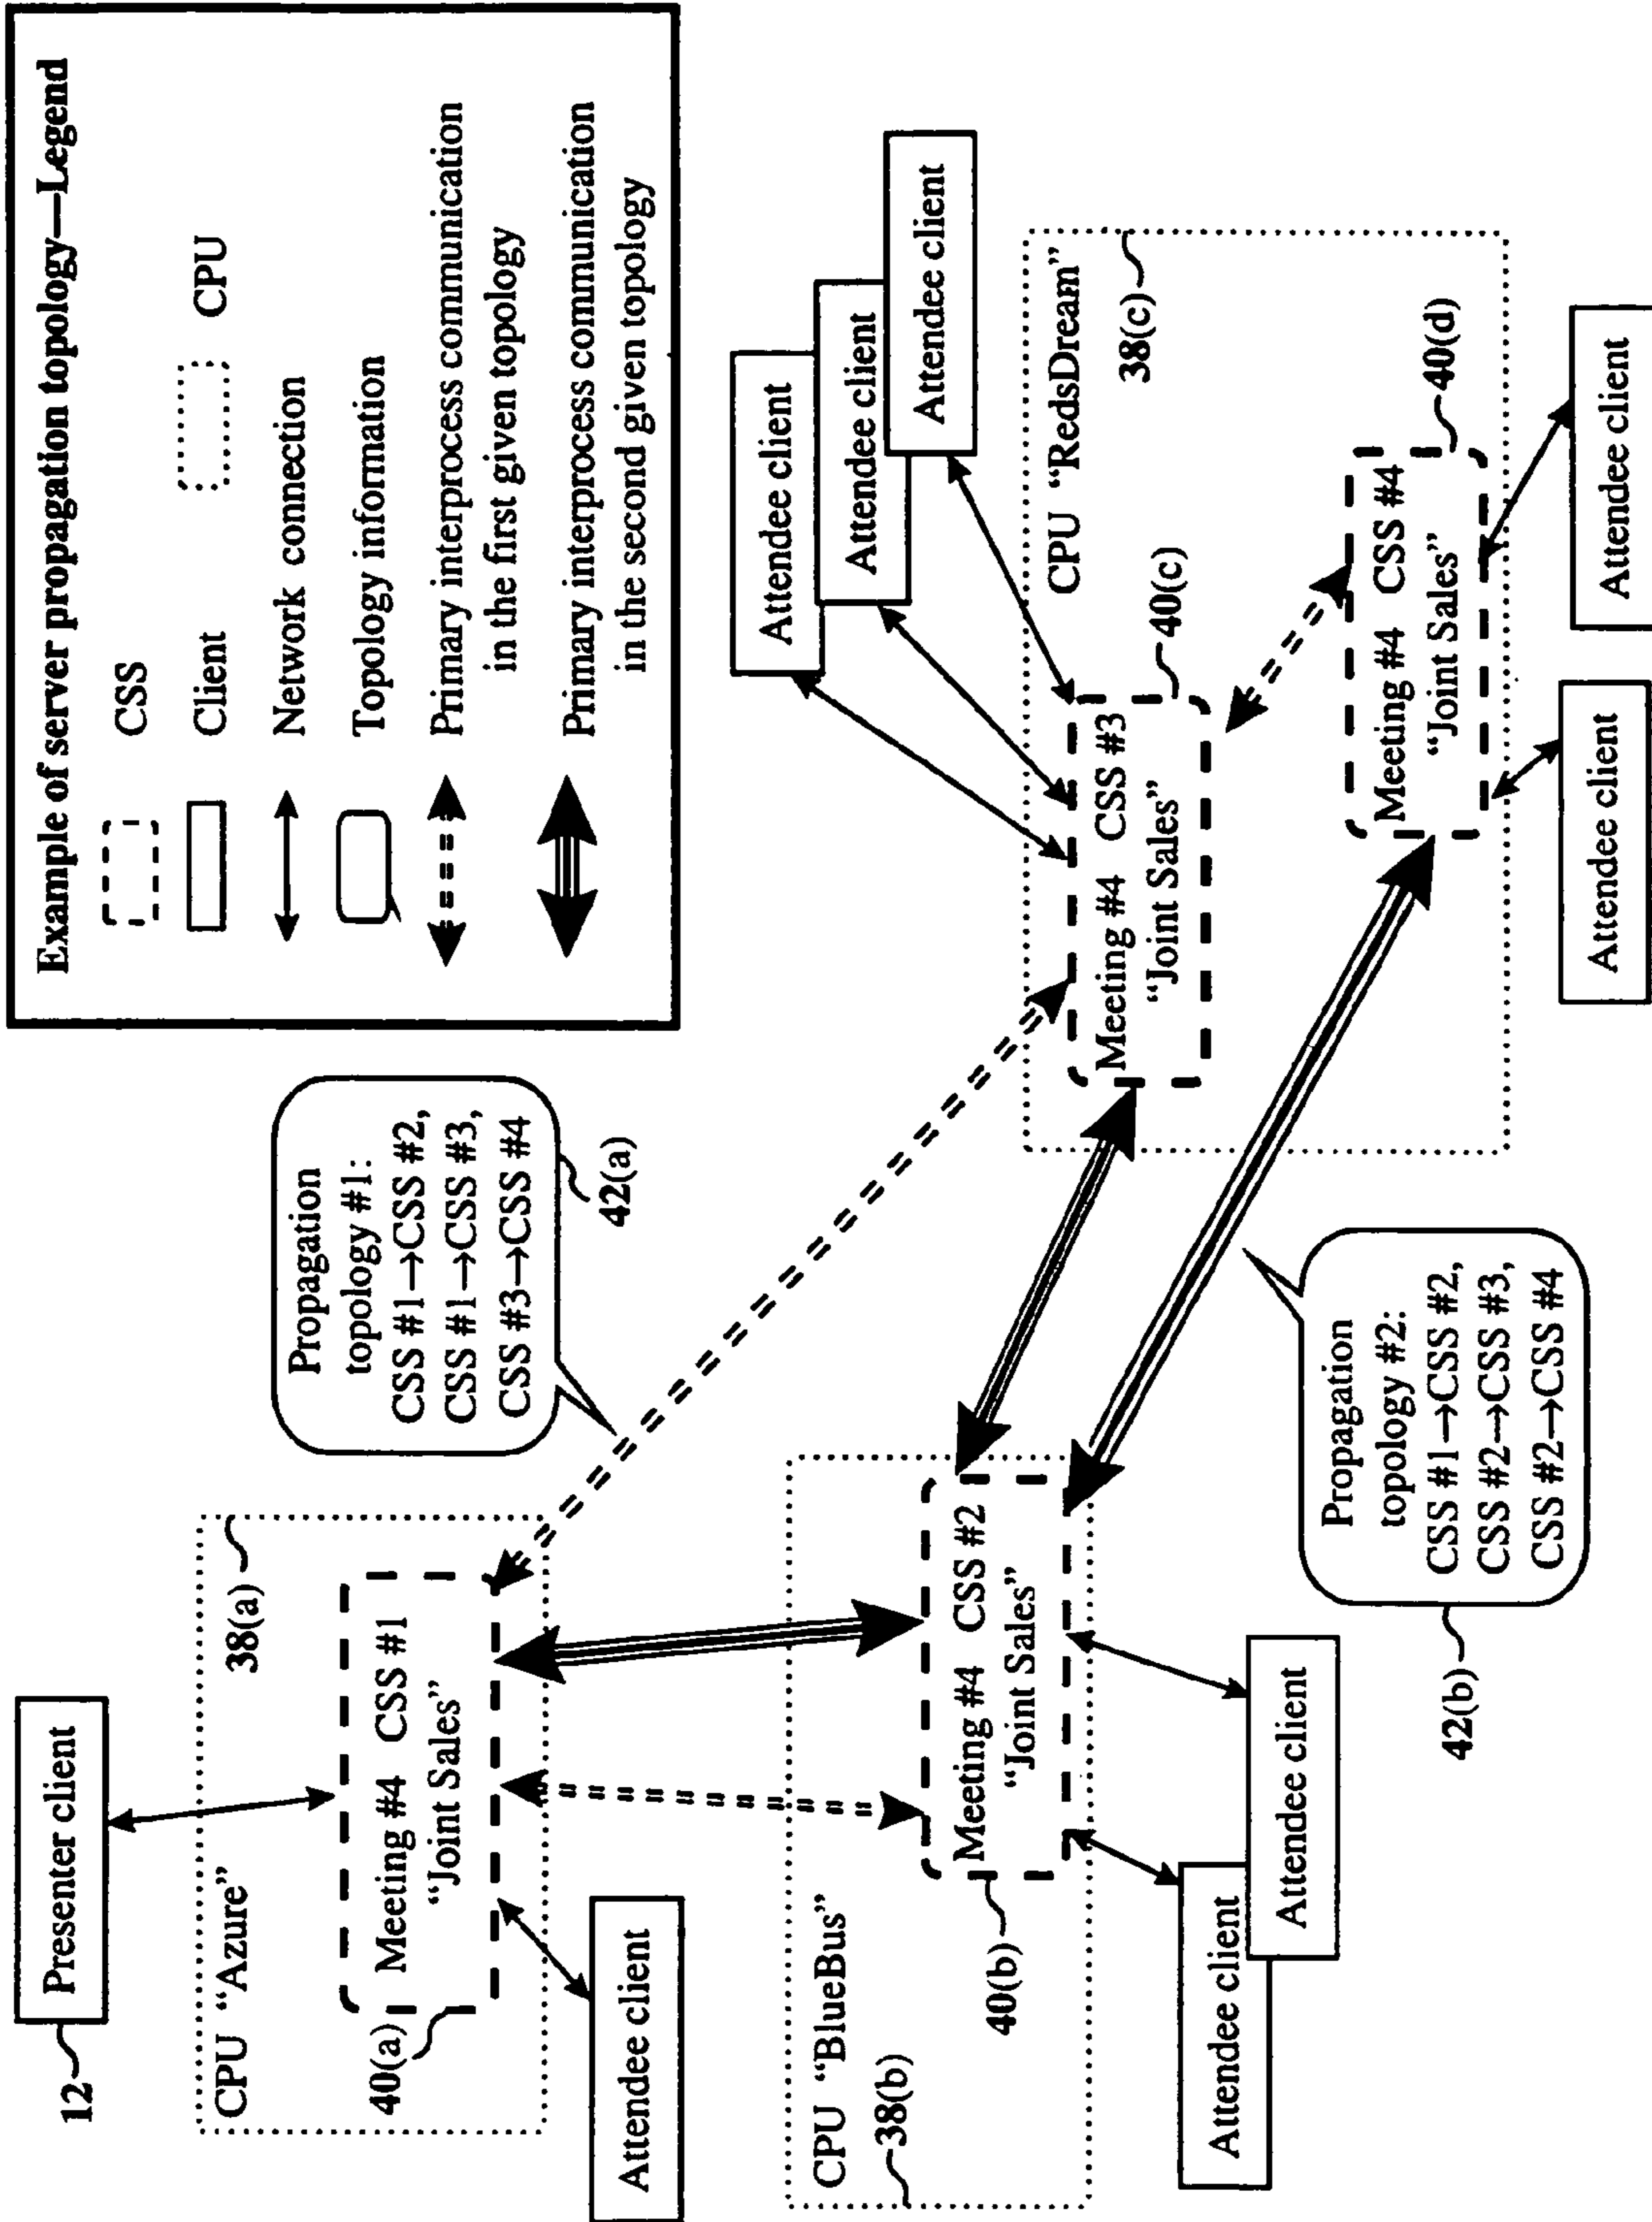 Example of server propagation topology—Legend
CSS
Client
CPU
Network connection
Topology information
Primary interprocess communication
in the first given topology
Primary interprocess communication
in the second given topology
12
Presenter client
CPU "Azure"
38(a)
Meeting #4 CSS #1
"Joint Sales"
40(a)
Attendee client
Propagation
topology #1:
CSS #1→CSS #2,
CSS #1→CSS #3,
CSS #3→CSS #4
42(a)
CPU "BlueBus"
38(b)
Meeting #4 CSS #2
"Joint Sales"
40(b)
Attendee client
Attendee client
Propagation
topology #2:
CSS #1→CSS #2,
CSS #2→CSS #3,
CSS #2→CSS #4
42(b)
Attendee client
Attendee client
Attendee client
CPU "RedsDream"
38(c)
Meeting #4 CSS #3
"Joint Sales"
40(c)
Meeting #4 CSS #4
"Joint Sales"
40(d)
Attendee client
Attendee client